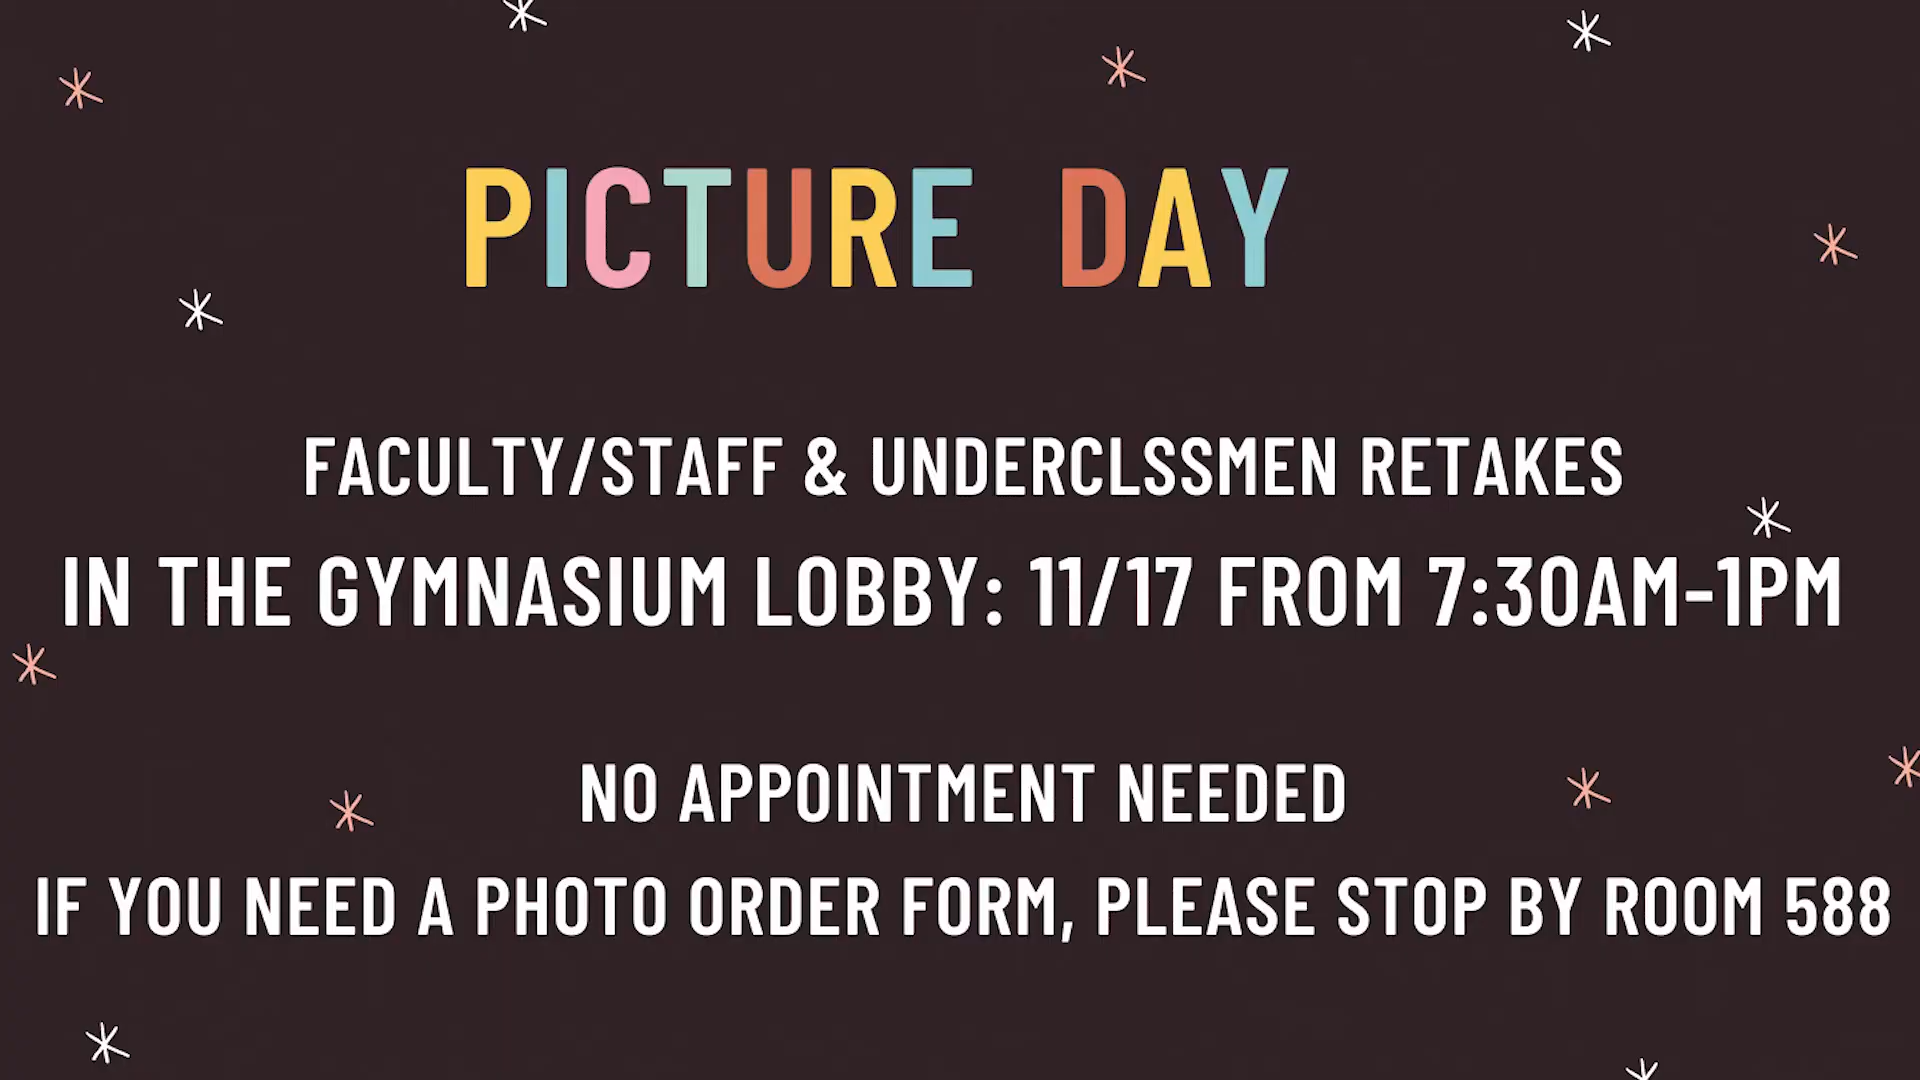 PICTURE DAY
FACULTY/STAFF & UNDERCLSSMEN RETAKES
IN THE GYMNASIUM LOBBY: 11/17 FROM 7:30AM-1PM
NO APPOINTMENT NEEDED
IF YOU NEED A PHOTO ORDER FORM, PLEASE STOP BY ROOM 588